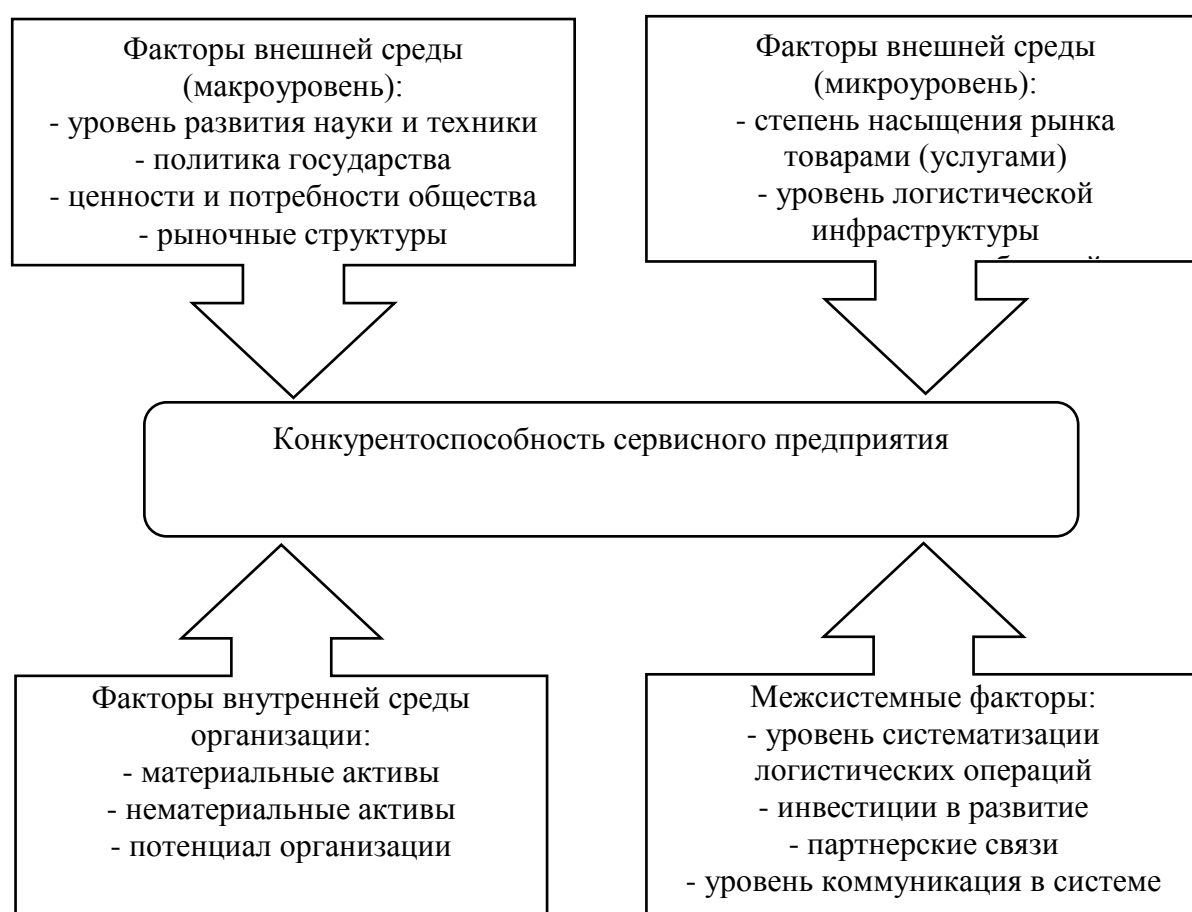 Факторы внешней среды
(макроуровень):
- уровень развития науки и техники
- политика государства
- ценности и потребности общества
- рыночные структуры
Факторы внешней среды
(микроуровень):
- степень насыщения рынка
товарами (услугами)
- уровень логистической
инфраструктуры
Конкурентоспособность сервисного предприятия
Факторы внутренней среды
организации:
- материальные активы
- нематериальные активы
- потенциал организации
Межсистемные факторы:
- уровень систематизации
логистических операций
- инвестиции в развитие
- партнерские связи
- уровень коммуникация в системе